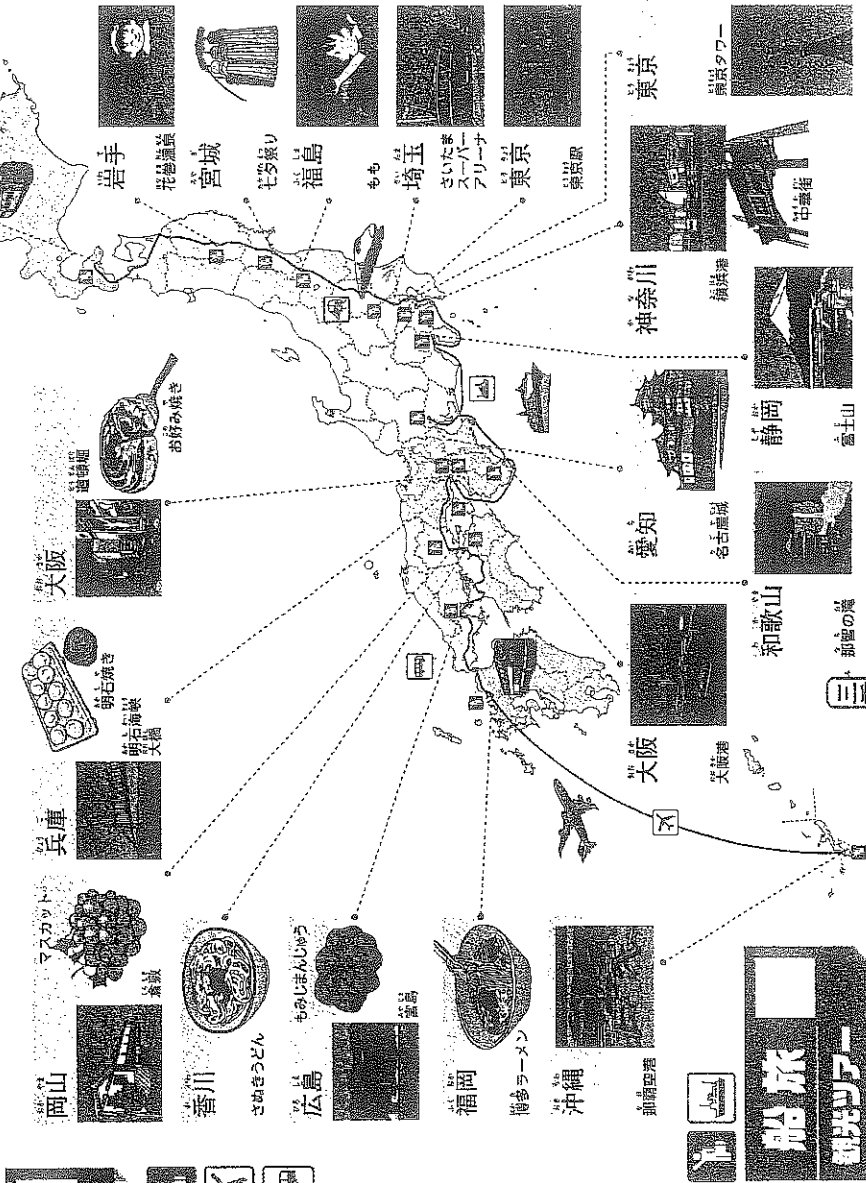 岩手
花巻温泉
宮城
七夕祭り
福島
もも
埼玉
さいたま
スーパー
アリーナ
東京
東京駅
東京
東京タワー
神奈川
横浜港
中華街
静岡
富士山
愛知
名古屋城
和歌山
那智の滝
大阪
大阪港
大阪
道頓堀
お好み焼き
兵庫
明石焼き
明石海峡
大橋
岡山
マスカット
倉敷
香川
さぬきうどん
広島
もみじまんじゅう
宮島
福岡
博多ラーメン
沖縄
那覇空港
船旅
観光ツアー
三